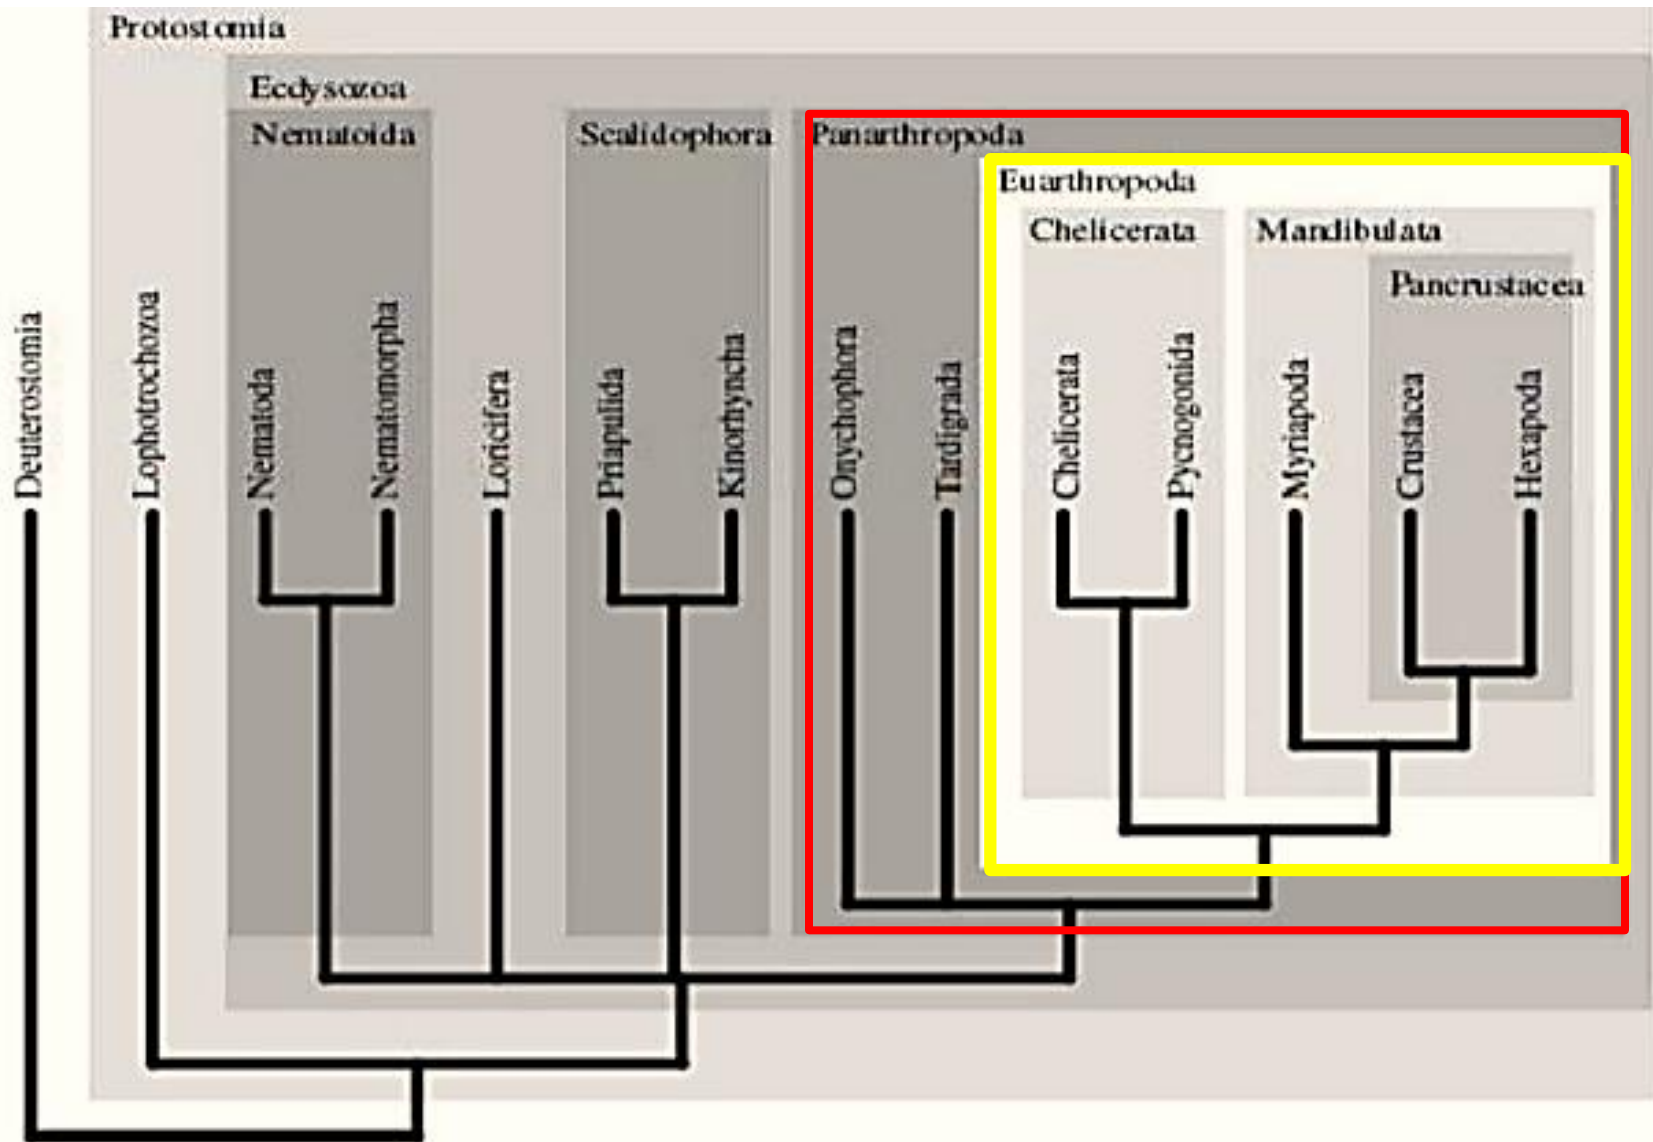 Protostomia
Ecdysozoa
Nematoida
Scalidophora
Panarthropoda
Euarthropoda
Chelicerata
Mandibulata
Pancrustacea
Deuterostomia
Lophotrochozoa
Nematoda
Nematomorpha
Loricifera
Priapulida
Kinorhyncha
Onychophora
Tardigrada
Chelicerata
Pycnogonida
Myriapoda
Crustacea
Hexapoda